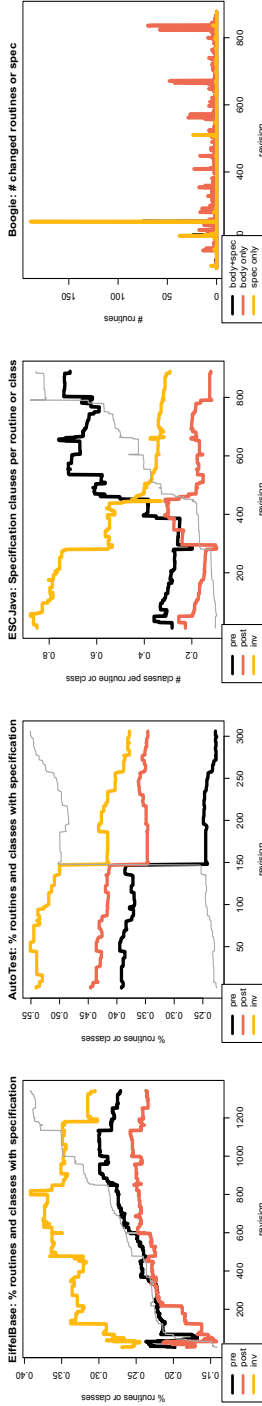 EiffelBase: % routines and classes with specification
% routines or classes
0.15 0.20 0.25 0.30 0.35 0.40
200 400 600 800 1000 1200
revision
pre
post
inv
AutoTest: % routines and classes with specification
% routines or classes
0.25 0.30 0.35 0.40 0.45 0.50 0.55
50 100 150 200 250 300
revision
pre
post
inv
ESCJava: Specification clauses per routine or class
# clauses per routine or class
0.2 0.4 0.6 0.8
200 400 600 800
revision
pre
post
inv
Boogie: # changed routines or spec
# routines
0 50 100 150
400 600 800
revision
body+spec
body only
spec only